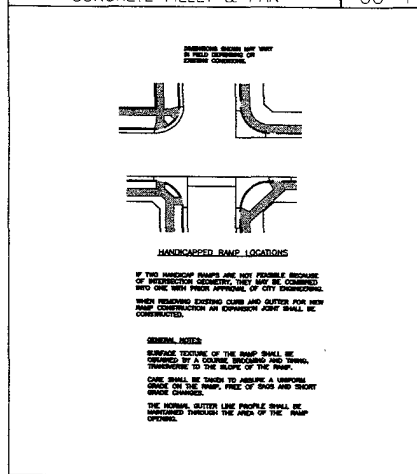 CONCRETE FILLET & PAN
DIMENSIONS SHOWN MAY VARY
IN FIELD DEPENDING ON
EXISTING CONDITIONS.
HANDICAPPED RAMP LOCATIONS
IF TWO HANDICAP RAMPS ARE NOT FEASIBLE BECAUSE
OF INTERSECTION GEOMETRY, THEY MAY BE COMBINED
INTO ONE WITH PRIOR APPROVAL OF CITY ENGINEERING.
WHEN REMOVING EXISTING CURB AND GUTTER FOR NEW
RAMP CONSTRUCTION AN EXPANSION JOINT SHALL BE
CONSTRUCTED.
GENERAL NOTES:
SURFACE TEXTURE OF THE RAMP SHALL BE
OBTAINED BY A COURSE BROOMING AND TINING,
TRANSVERSE TO THE SLOPE OF THE RAMP.
CARE SHALL BE TAKEN TO ASSURE A UNIFORM
GRADE ON THE RAMP, FREE OF SAGS AND SHORT
GRADE CHANGES.
THE NORMAL GUTTER LINE PROFILE SHALL BE
MAINTAINED THROUGH THE AREA OF THE RAMP
OPENING.